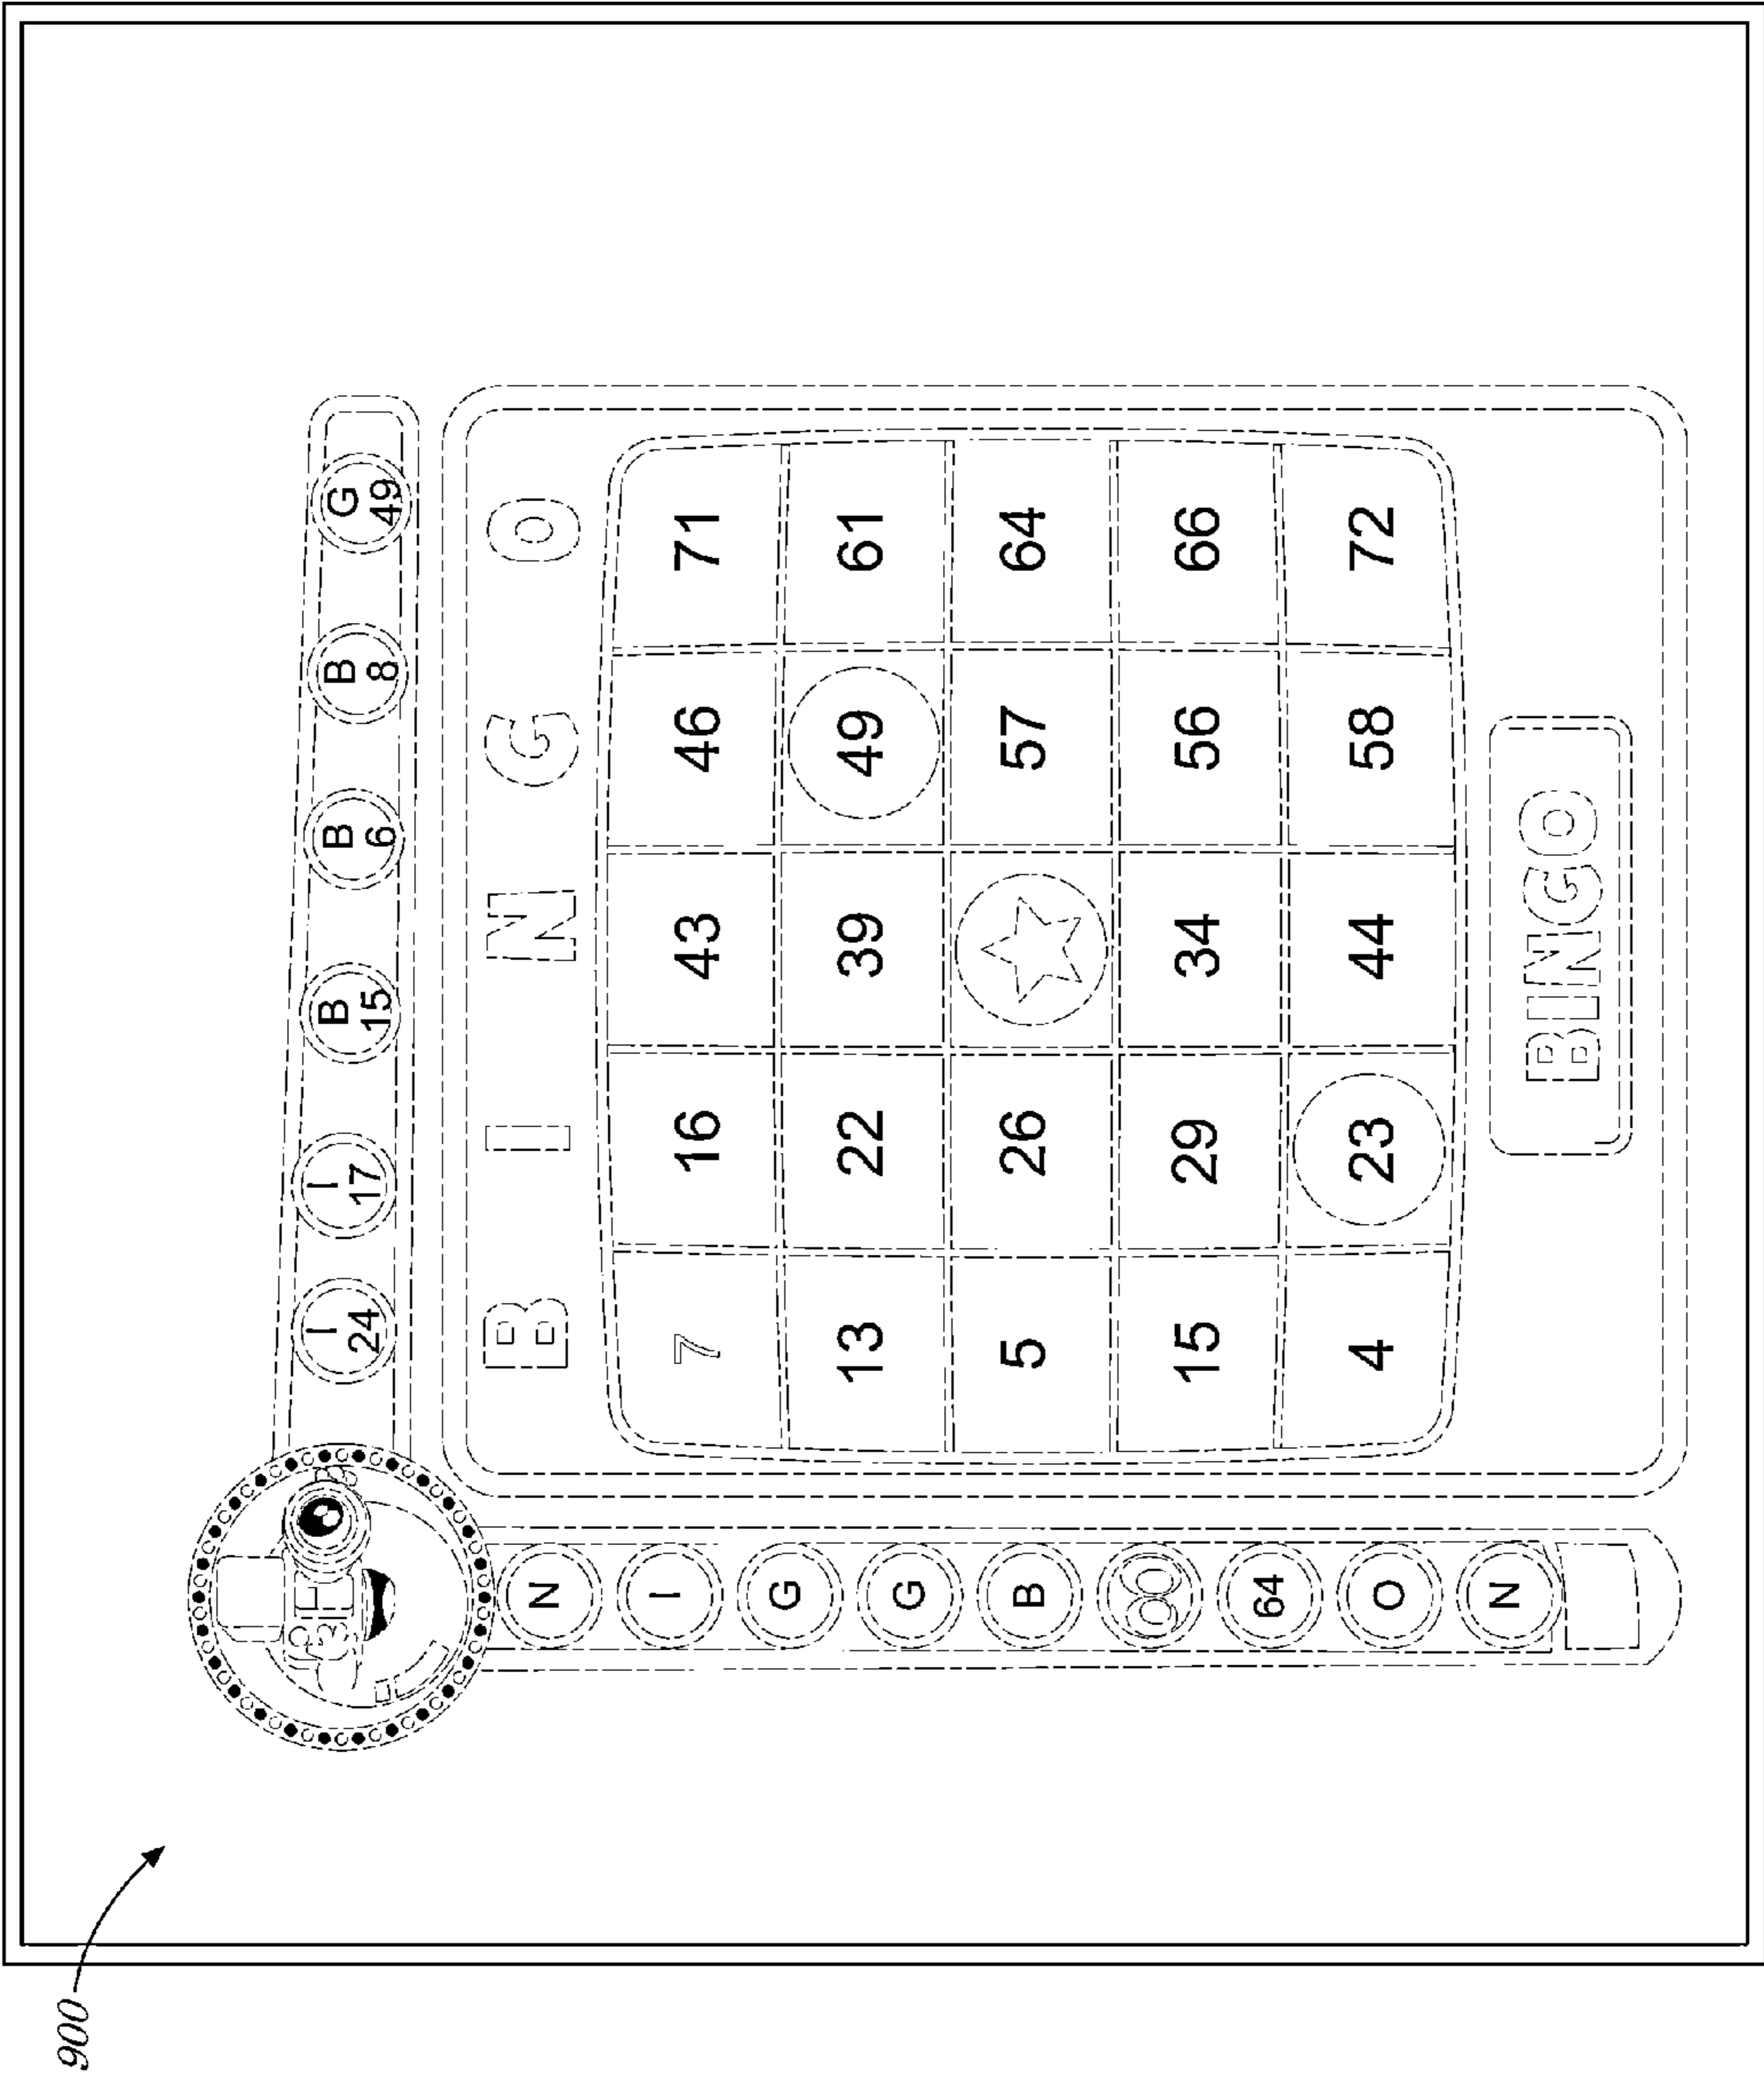 900
I 24
I 17
B 15
B 6
B 8
G 49
N
I
G
G
B
64
O
N
B I N G O
7 16 43 46 71
13 22 39 49 61
5 26 57 64
15 29 34 56 66
4 23 44 58 72
BINGO